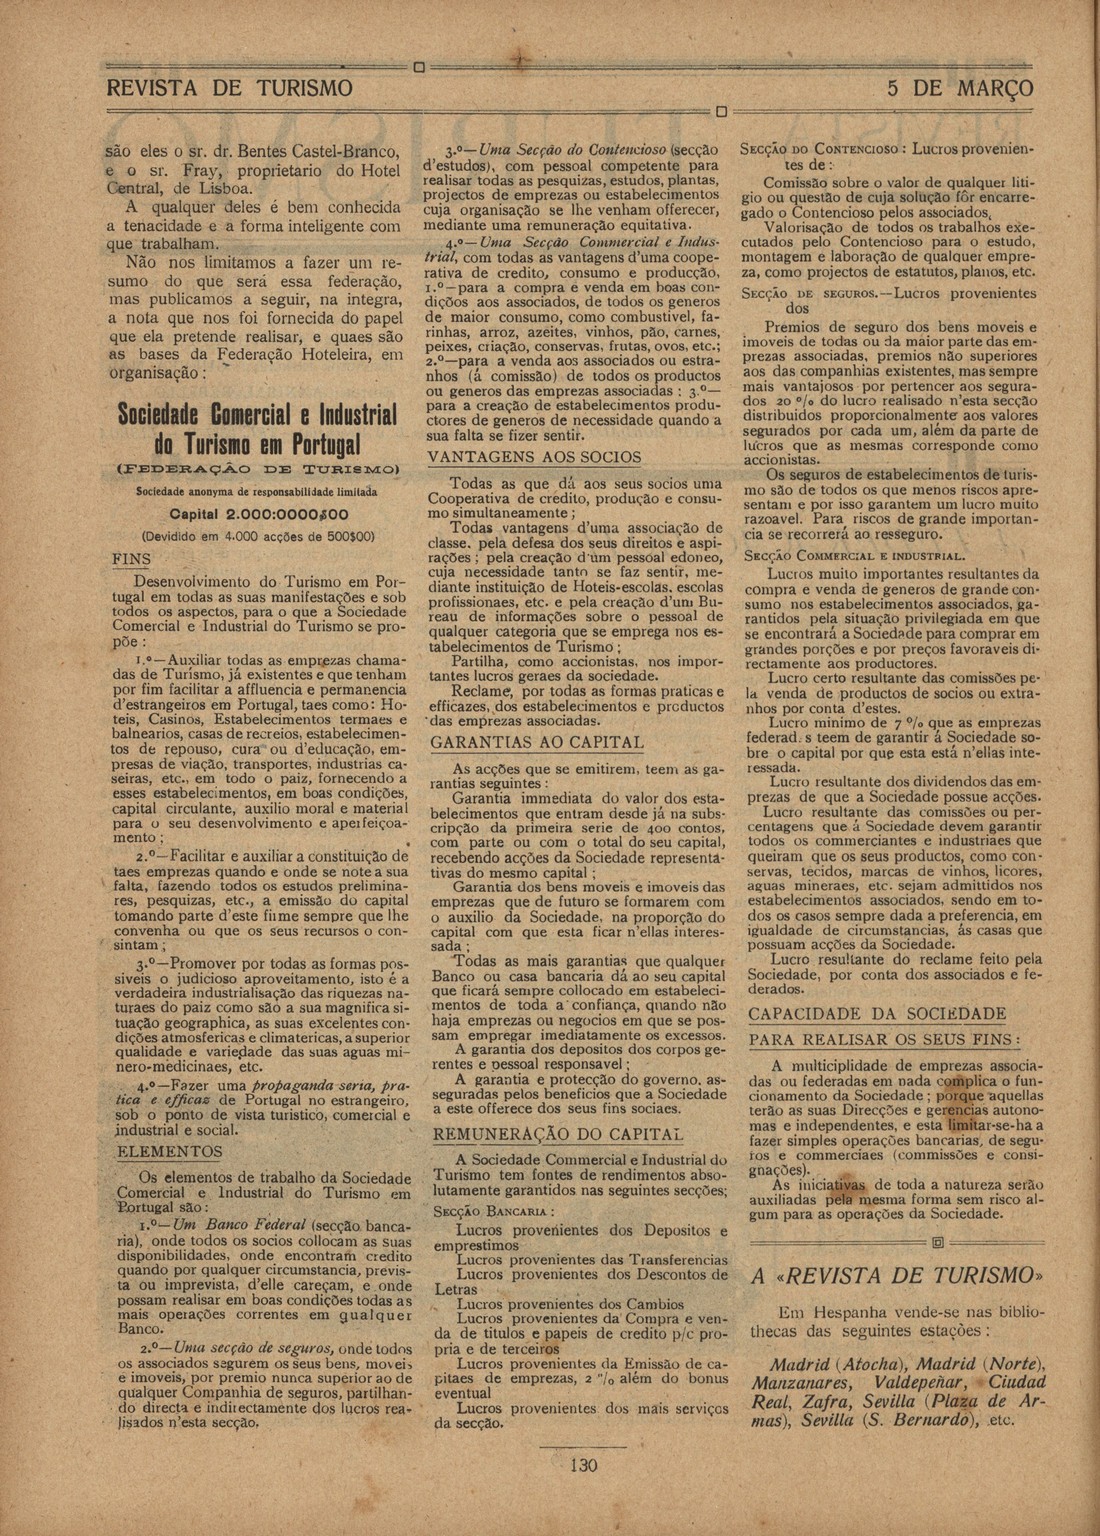 REVISTA DE TURISMO
5 DE MARÇO
são eles o sr. dr. Bentes Castel-Branco,
e o sr. Fray, proprietario do Hotel
Central, de Lisboa.
A qualquer deles é bem conhecida
a tenacidade e a forma inteligente com
que trabalham.
Não nos limitamos a fazer um re-
sumo do que será essa federação,
mas publicamos a seguir, na integra,
a nota que nos foi fornecida do papel
que ela pretende realisar, e quaes são
as bases da Federação Hoteleira, em
organisação :
Sociedade Comercial e Industrial
do Turismo em Portugal
(FEDERAÇÃO DE TURISMO)
Sociedade anonyma de responsabilidade limitada
Capital 2.000:0000$00
(Devidido em 4.000 acções de 500$00)
FINS
Desenvolvimento do Turismo em Por-
tugal em todas as suas manifestações e sob
todos os aspectos, para o que a Sociedade
Comercial e Industrial do Turismo se pro-
põe :
1.º—Auxiliar todas as emprezas chama-
das de Turismo, já existentes e que tenham
por fim facilitar a affluencia e permanencia
d'estrangeiros em Portugal, taes como: Ho-
teis, Casinos, Estabelecimentos termaes e
balnearios, casas de recreios, estabelecimen-
tos de repouso, cura ou d'educação, em-
presas de viação, transportes, industrias ca-
seiras, etc., em todo o paiz, fornecendo a
esses estabelecimentos, em boas condições,
capital circulante, auxilio moral e material
para o seu desenvolvimento e aperfeiçoa-
mento ;
2.º—Facilitar e auxiliar a constituição de
taes emprezas quando e onde se note a sua
falta, fazendo todos os estudos prelimina-
res, pesquizas, etc., a emissão do capital
tomando parte d'este firme sempre que lhe
convenha ou que os seus recursos o con-
sintam ;
3.º—Promover por todas as formas pos-
siveis o judicioso aproveitamento, isto é a
verdadeira industrialisação das riquezas na-
turaes do paiz como são a sua magnifica si-
tuação geographica, as suas excelentes con-
dições atmosfericas e climatericas, a superior
qualidade e variedade das suas aguas mi-
nero-medicinaes, etc.
4.º—Fazer uma propaganda seria, pra-
tica e efficaz de Portugal no estrangeiro,
sob o ponto de vista turistico, comercial e
industrial e social.
ELEMENTOS
Os elementos de trabalho da Sociedade
Comercial e Industrial do Turismo em
Portugal são :
1.º—Um Banco Federal (secção banca-
ria), onde todos os socios collocam as suas
disponibilidades, onde encontram credito
quando por qualquer circumstancia, previs-
ta ou imprevista, d'elle careçam, e onde
possam realisar em boas condições todas as
mais operações correntes em qualquer
Banco.
2.º—Uma secção de seguros, onde todos
os associados segurem os seus bens, moveis
e imoveis, por premio nunca superior ao de
qualquer Companhia de seguros, partilhan-
do directa e indirectamente dos lucros rea-
lisados n'esta secção.
3.º—Uma Secção do Contencioso (secção
d'estudos), com pessoal competente para
realisar todas as pesquizas, estudos, plantas,
projectos de emprezas ou estabelecimentos
cuja organisação se lhe venham offerecer,
mediante uma remuneração equitativa.
4.º—Uma Secção Commercial e Indus-
trial, com todas as vantagens d'uma coope-
rativa de credito, consumo e producção,
1.º—para a compra e venda em boas con-
dições aos associados, de todos os generos
de maior consumo, como combustivel, fa-
rinhas, arroz, azeites, vinhos, pão, carnes,
peixes, criação, conservas, frutas, ovos, etc.;
2.º—para a venda aos associados ou estra-
nhos (á comissão) de todos os productos
ou generos das emprezas associadas : 3.º—
para a creação de estabelecimentos produ-
ctores de generos de necessidade quando a
sua falta se fizer sentir.
VANTAGENS AOS SOCIOS
Todas as que dá aos seus socios uma
Cooperativa de credito, produção e consu-
mo simultaneamente ;
Todas vantagens d'uma associação de
classe, pela defesa dos seus direitos e aspi-
rações ; pela creação d'um pessoal edoneo,
cuja necessidade tanto se faz sentir, me-
diante instituição de Hoteis-escolas, escolas
profissionaes, etc. e pela creação d'um Bu-
reau de informações sobre o pessoal de
qualquer categoria que se emprega nos es-
tabelecimentos de Turismo ;
Partilha, como accionistas, nos impor-
tantes lucros geraes da sociedade.
Reclame, por todas as formas praticas e
efficazes, dos estabelecimentos e productos
das emprezas associadas.
GARANTIAS AO CAPITAL
As acções que se emitirem, teem as ga-
rantias seguintes :
Garantia immediata do valor dos esta-
belecimentos que entram desde já na subs-
cripção da primeira serie de 400 contos,
com parte ou com o total do seu capital,
recebendo acções da Sociedade representa-
tivas do mesmo capital ;
Garantia dos bens moveis e imoveis das
emprezas que de futuro se formarem com
o auxilio da Sociedade, na proporção do
capital com que esta ficar n'ellas interes-
sada ;
Todas as mais garantias que qualquer
Banco ou casa bancaria dá ao seu capital
que ficará sempre collocado em estabeleci-
mentos de toda a confiança, quando não
haja emprezas ou negocios em que se pos-
sam empregar imediatamente os excessos.
A garantia dos depositos dos corpos ge-
rentes e pessoal responsavel ;
A garantia e protecção do governo, as-
seguradas pelos beneficios que a Sociedade
a este offerece dos seus fins sociaes.
REMUNERAÇÃO DO CAPITAL
A Sociedade Commercial e Industrial do
Turismo tem fontes de rendimentos abso-
lutamente garantidos nas seguintes secções;
SECÇÃO BANCARIA :
Lucros provenientes dos Depositos e
emprestimos
Lucros provenientes das Transferencias
Lucros provenientes dos Descontos de
Letras
Lucros provenientes dos Cambios
Lucros provenientes da Compra e ven-
da de titulos e papeis de credito p/c pro-
pria e de terceiros
Lucros provenientes da Emissão de ca-
pitaes de emprezas, 2 % além do bonus
eventual
Lucros provenientes dos mais serviços
da secção.
SECÇÃO DO CONTENCIOSO : Lucros provenien-
tes de :
Comissão sobre o valor de qualquer liti-
gio ou questão de cuja solução fôr encarre-
gado o Contencioso pelos associados,
Valorisação de todos os trabalhos exe-
cutados pelo Contencioso para o estudo,
montagem e laboração de qualquer empre-
za, como projectos de estatutos, planos, etc.
SECÇÃO DE SEGUROS.—Lucros provenientes
dos
Premios de seguro dos bens moveis e
imoveis de todas ou da maior parte das em-
prezas associadas, premios não superiores
aos das companhias existentes, mas sempre
mais vantajosos por pertencer aos segura-
dos 20 % do lucro realisado n'esta secção
distribuidos proporcionalmente aos valores
segurados por cada um, além da parte de
lucros que as mesmas corresponde como
accionistas.
Os seguros de estabelecimentos de turis-
mo são de todos os que menos riscos apre-
sentam e por isso garantem um lucro muito
razoavel. Para riscos de grande importan-
cia se recorrerá ao resseguro.
SECÇÃO COMMERCIAL E INDUSTRIAL.
Lucros muito importantes resultantes da
compra e venda de generos de grande con-
sumo nos estabelecimentos associados, ga-
rantidos pela situação privilegiada em que
se encontrará a Sociedade para comprar em
grandes porções e por preços favoraveis di-
rectamente aos productores.
Lucro certo resultante das comissões pe-
la venda de productos de socios ou extra-
nhos por conta d'estes.
Lucro minimo de 7 % que as emprezas
federad s teem de garantir á Sociedade so-
bre o capital por que esta está n'ellas inte-
ressada.
Lucro resultante dos dividendos das em-
prezas de que a Sociedade possue acções.
Lucro resultante das comissões ou per-
centagens que á Sociedade devem garantir
todos os commerciantes e industriaes que
queiram que os seus productos, como con-
servas, tecidos, marcas de vinhos, licores,
aguas mineraes, etc. sejam admittidos nos
estabelecimentos associados, sendo em to-
dos os casos sempre dada a preferencia, em
igualdade de circumstancias, ás casas que
possuam acções da Sociedade.
Lucro resultante do reclame feito pela
Sociedade, por conta dos associados e fe-
derados.
CAPACIDADE DA SOCIEDADE
PARA REALISAR OS SEUS FINS :
A multiciplidade de emprezas associa-
das ou federadas em nada complica o fun-
cionamento da Sociedade ; porque aquellas
terão as suas Direcções e gerencias autono-
mas e independentes, e esta limitar-se-ha a
fazer simples operações bancarias, de segu-
ros e commerciaes (commissões e consi-
gnações).
As iniciativas de toda a natureza serão
auxiliadas pela mesma forma sem risco al-
gum para as operações da Sociedade.
A «REVISTA DE TURISMO»
Em Hespanha vende-se nas biblio-
thecas das seguintes estações :
Madrid (Atocha), Madrid (Norte),
Manzanares, Valdepeñar, Ciudad
Real, Zafra, Sevilla (Plaza de Ar-
mas), Sevilla (S. Bernardo), etc.
130